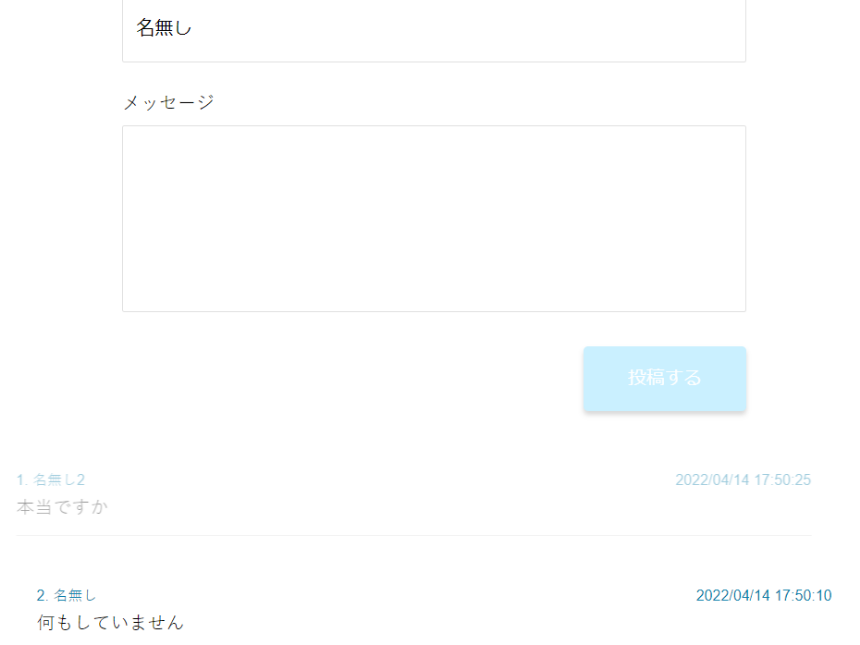 名無し
メッセージ
投稿する
1. 名無し2 2022/04/14 17:50:25
本当ですか
2. 名無し 2022/04/14 17:50:10
何もしていません